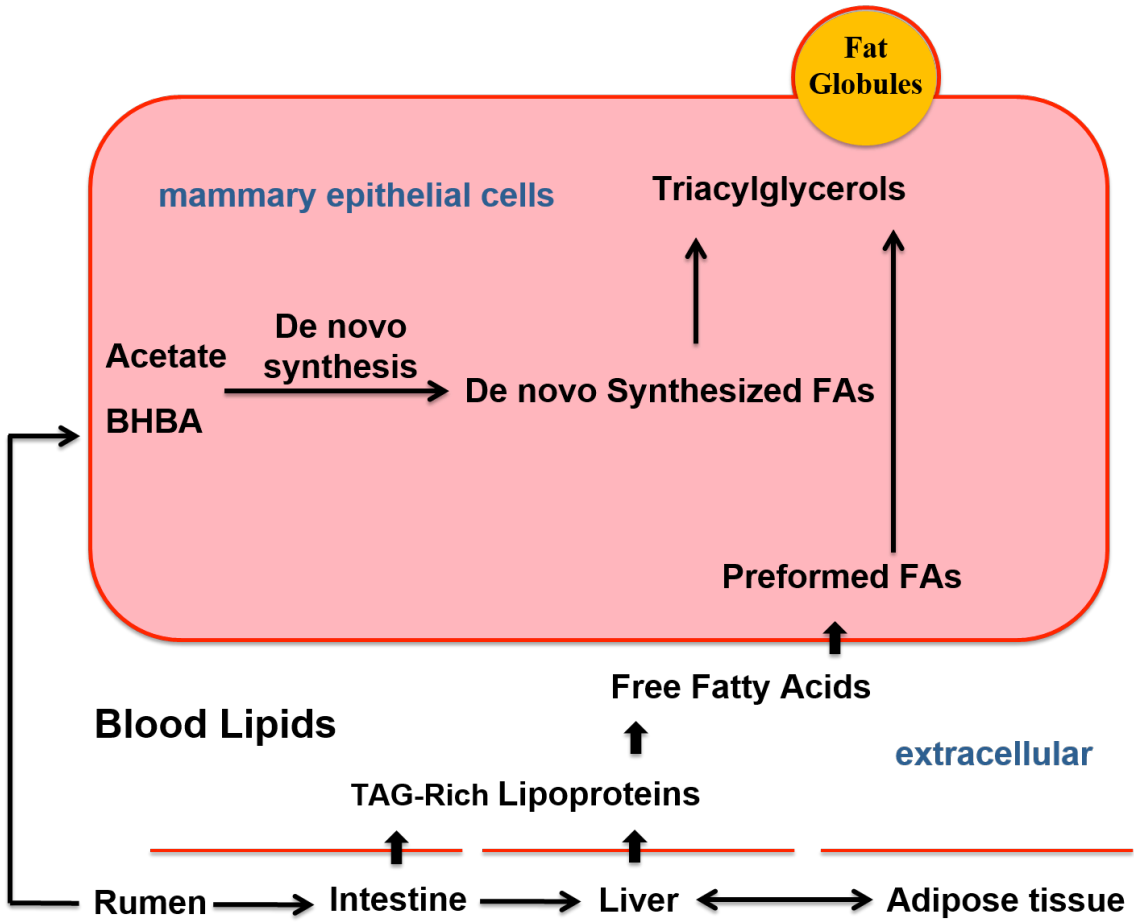 Fat
Globules
mammary epithelial cells
Triacylglycerols
De novo
synthesis
Acetate
De novo Synthesized FAs
BHBA
Preformed FAs
Free Fatty Acids
Blood Lipids
extracellular
TAG-Rich Lipoproteins
Rumen
Intestine
Liver
Adipose tissue